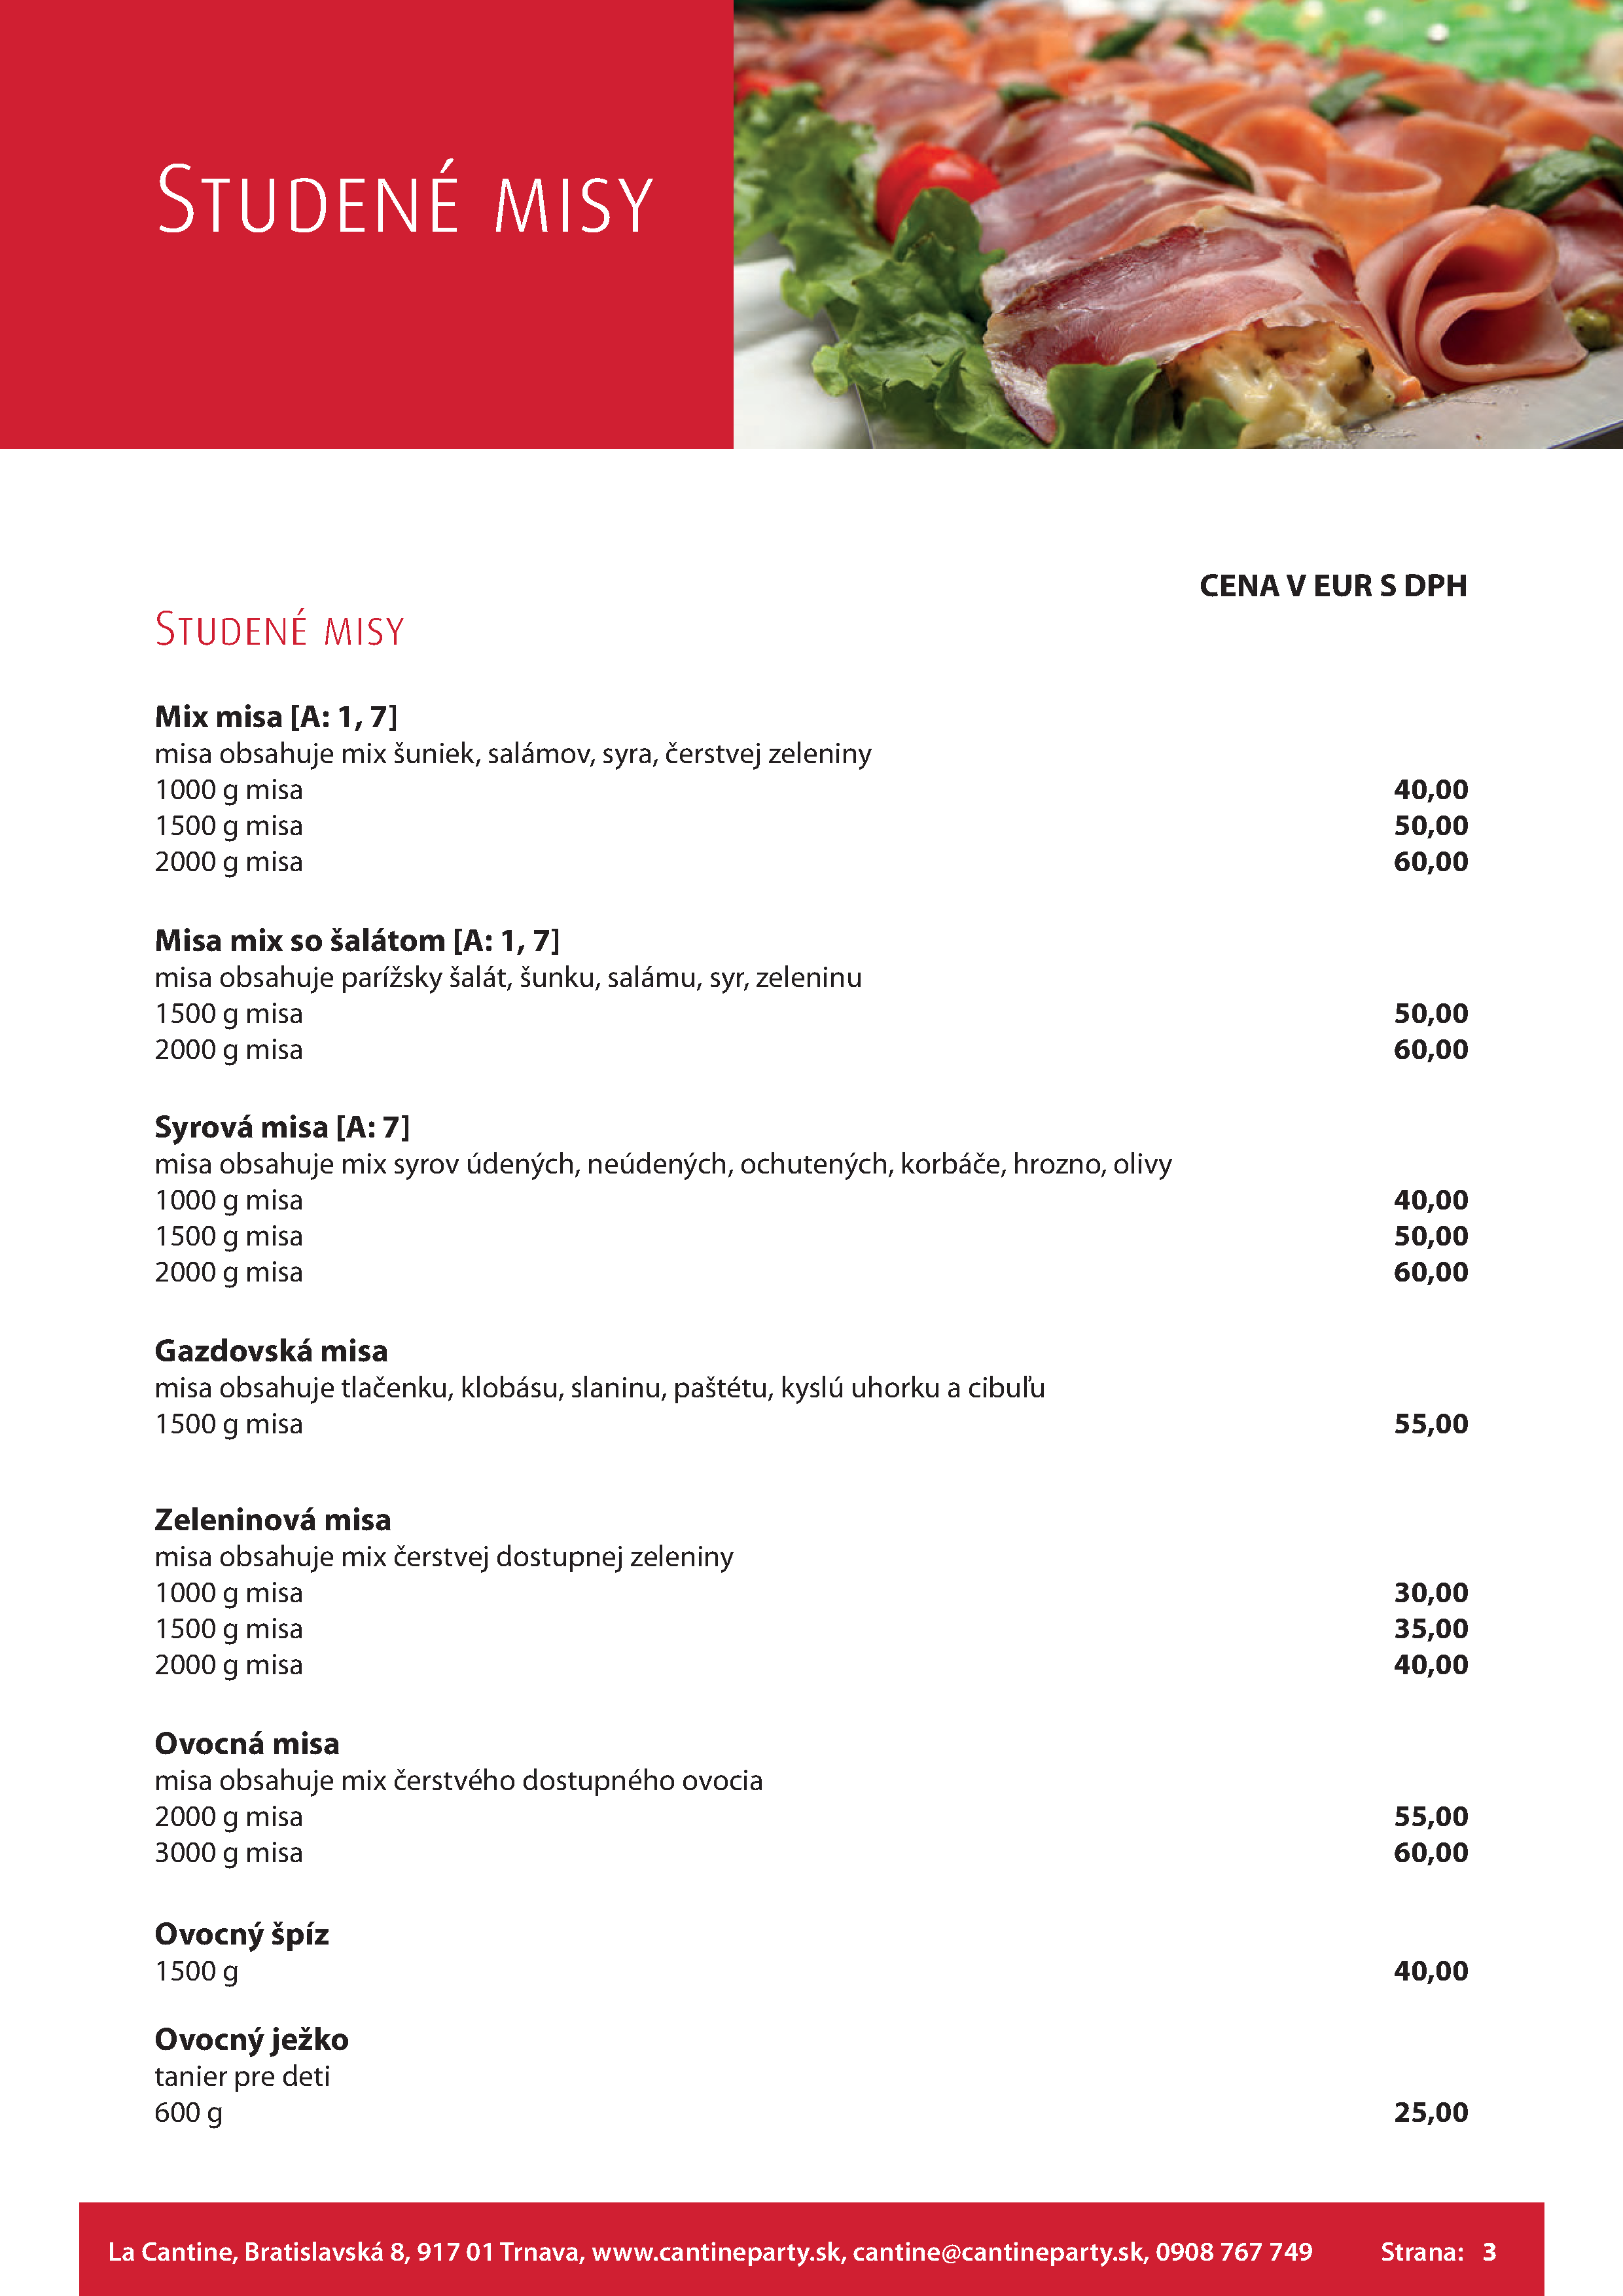 Studené misy
CENA V EUR S DPH
Studené misy
Mix misa [A: 1, 7]
misa obsahuje mix šuniek, salámov, syra, čerstvej zeleniny
1000 g misa 40,00
1500 g misa 50,00
2000 g misa 60,00
Misa mix so šalátom [A: 1, 7]
misa obsahuje parížsky šalát, šunku, salámu, syr, zeleninu
1500 g misa 50,00
2000 g misa 60,00
Syrová misa [A: 7]
misa obsahuje mix syrov údených, neúdených, ochutených, korbáče, hrozno, olivy
1000 g misa 40,00
1500 g misa 50,00
2000 g misa 60,00
Gazdovská misa
misa obsahuje tlačenku, klobásu, slaninu, paštétu, kyslú uhorku a cibuľu
1500 g misa 55,00
Zeleninová misa
misa obsahuje mix čerstvej dostupnej zeleniny
1000 g misa 30,00
1500 g misa 35,00
2000 g misa 40,00
Ovocná misa
misa obsahuje mix čerstvého dostupného ovocia
2000 g misa 55,00
3000 g misa 60,00
Ovocný špíz
1500 g 40,00
Ovocný ježko
tanier pre deti
600 g 25,00
La Cantine, Bratislavská 8, 917 01 Trnava, www.cantineparty.sk, cantine@cantineparty.sk, 0908 767 749 Strana: 3